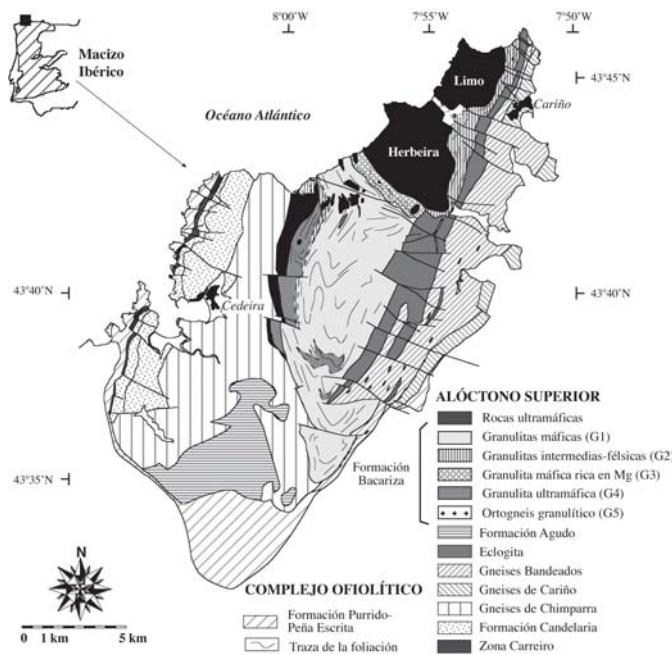 8°00'W
7°55'W
7°50'W
Macizo
Ibérico
Limo
43°45'N
Cariño
Océano Atlántico
Herbeira
43°40'N
43°40'N
Cedeira
ALÓCTONO SUPERIOR
Rocas ultramáficas
Granulitas máficas (G1)
Granulitas intermedias-félsicas (G2)
Formación
Bacariza
Granulita máfica rica en Mg (G3)
Granulita ultramáfica (G4)
Ortogneis granulítico (G5)
43°35'N
Formación Agudo
Eclogita
Gneises Bandeados
Gneises de Cariño
Gneises de Chimparra
Formación Candelaria
Zona Carreiro
N
COMPLEJO OFIOLÍTICO
Formación Purrido-
Peña Escrita
Traza de la foliación
0 1 km 5 km